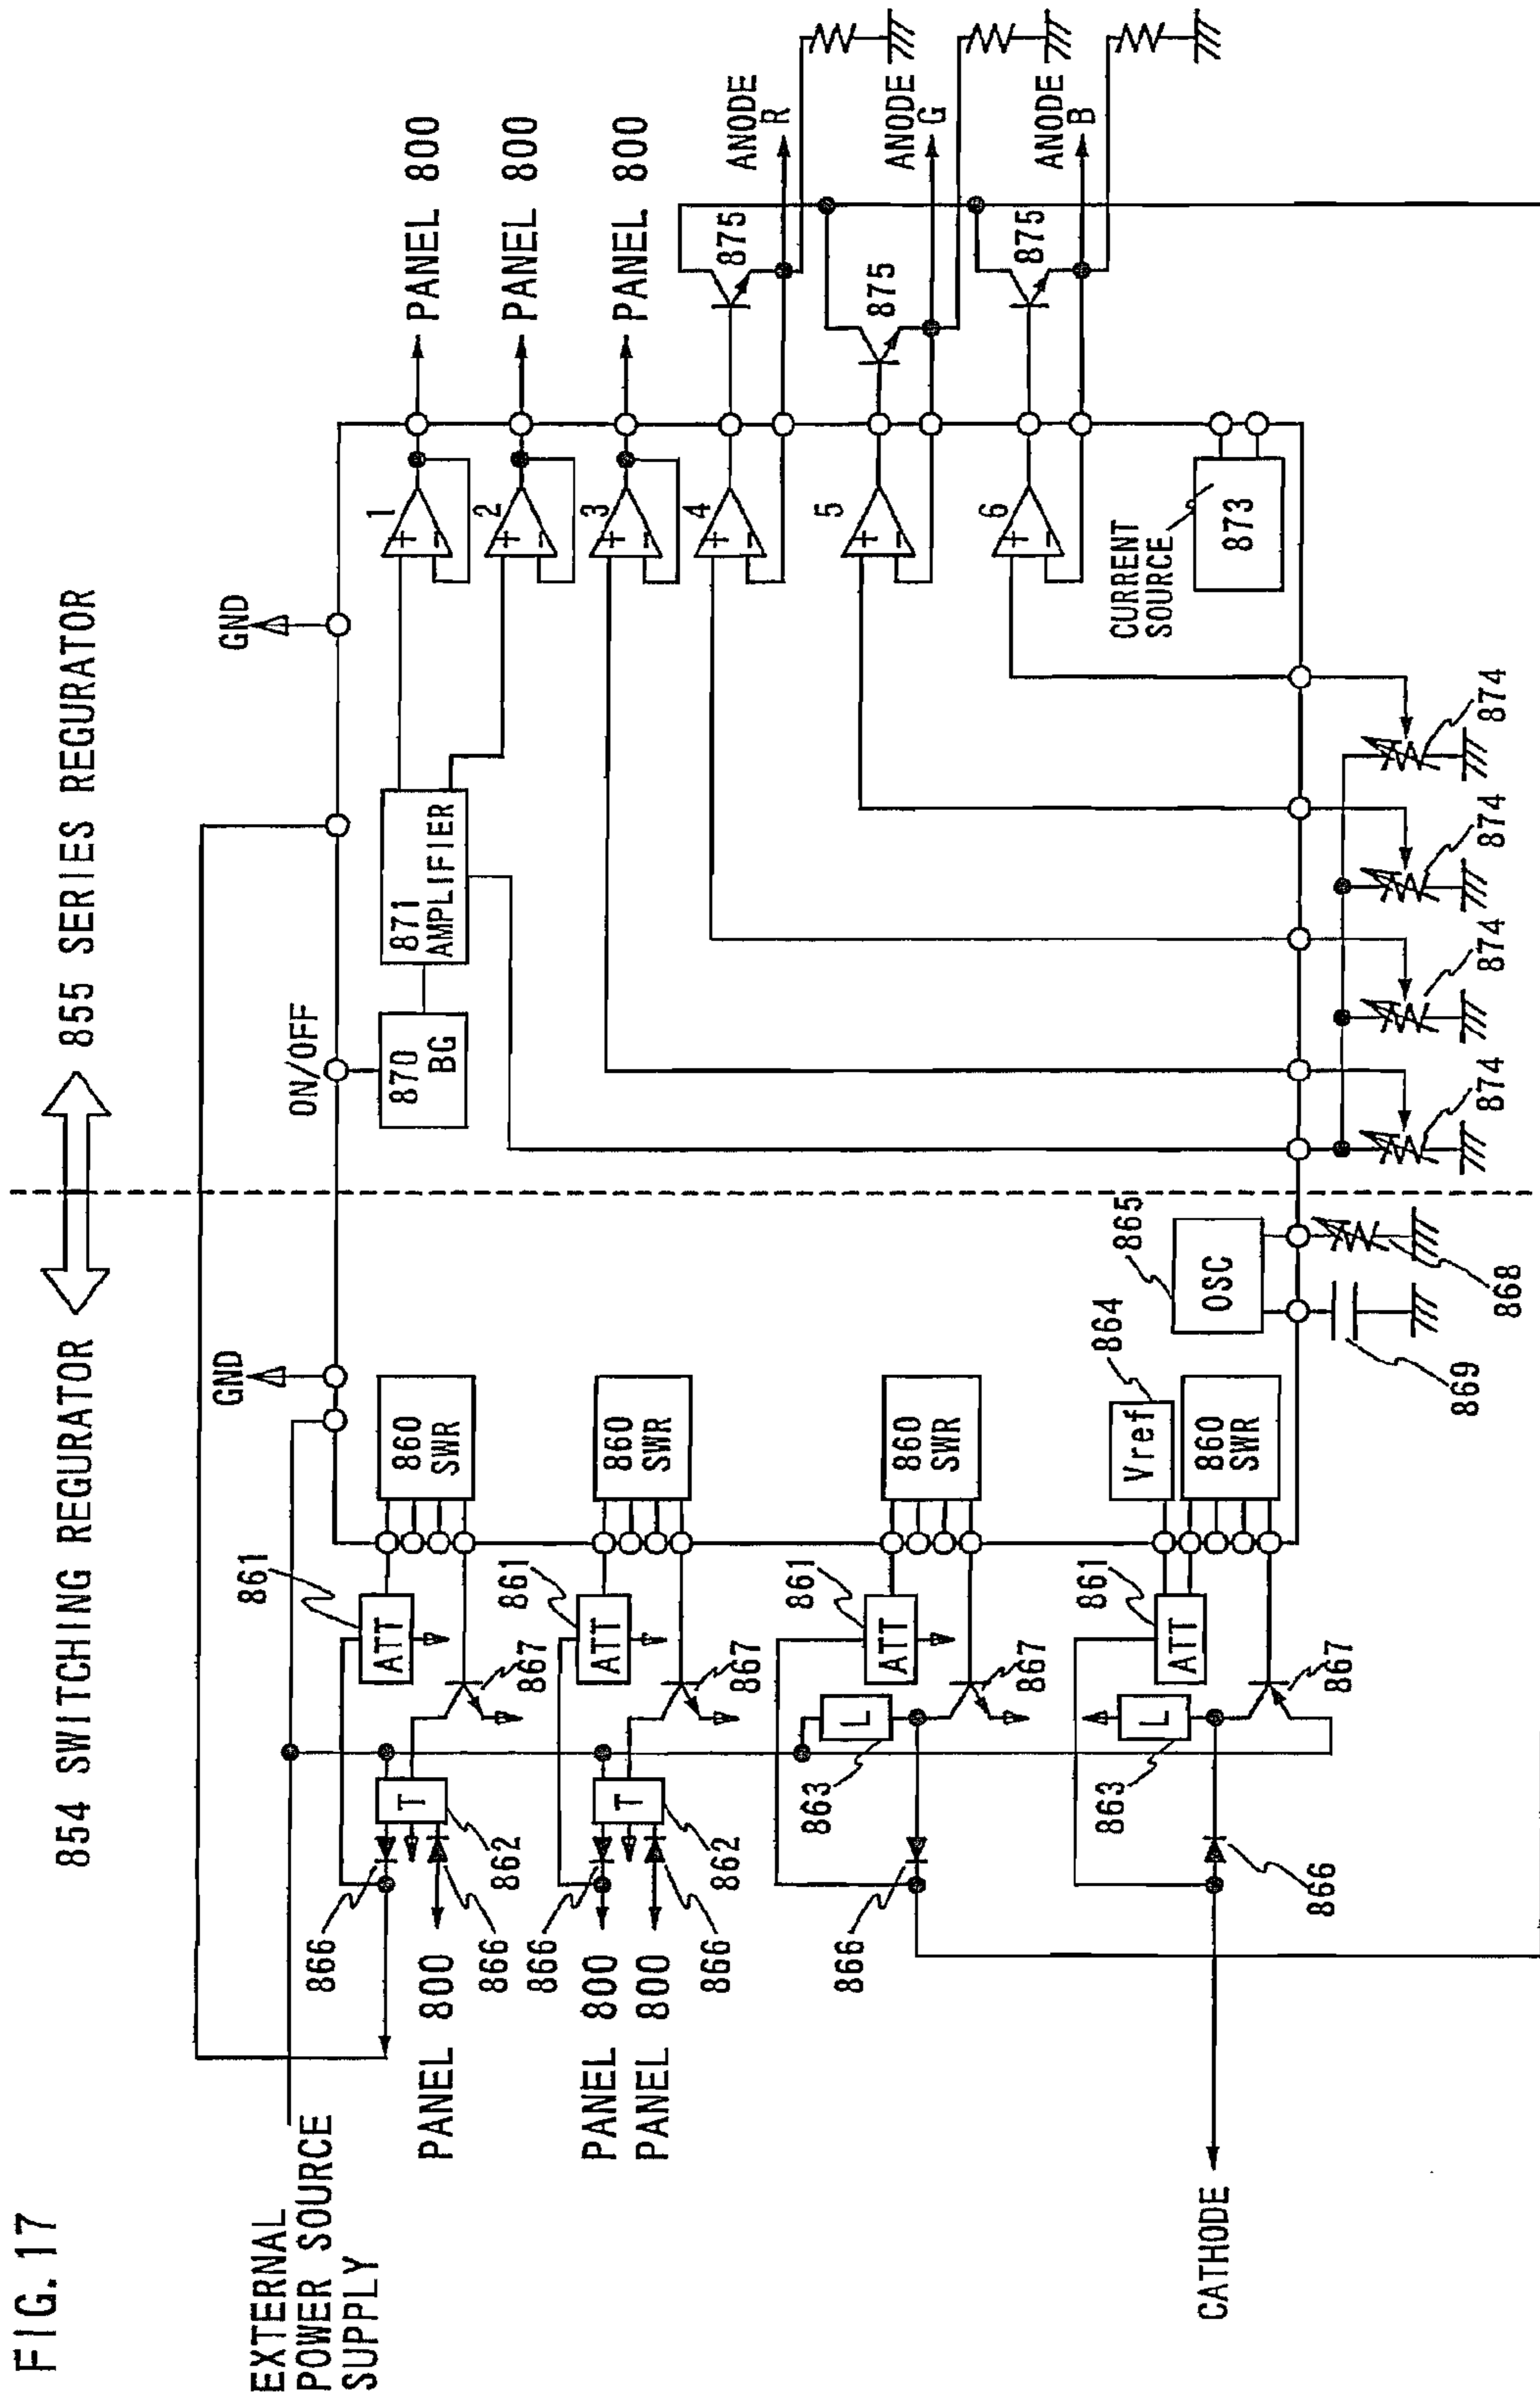 FIG. 17
854 SWITCHING REGURATOR
855 SERIES REGURATOR
EXTERNAL
POWER SOURCE
SUPPLY
GND
ON/OFF
GND
866
861
ATT
860
SWR
T
867
862
PANEL 800
866
870
BG
871
AMPLIFIER
1
PANEL 800
2
PANEL 800
866
861
ATT
860
SWR
T
867
862
PANEL 800
PANEL 800
866
3
PANEL 800
4
875
ANODE
R
5
875
ANODE
G
6
875
ANODE
B
861
ATT
860
SWR
L
863
867
866
864
Vref
861
ATT
860
SWR
L
863
867
866
CATHODE
865
OSC
869
868
CURRENT
SOURCE
873
874
874
874
874